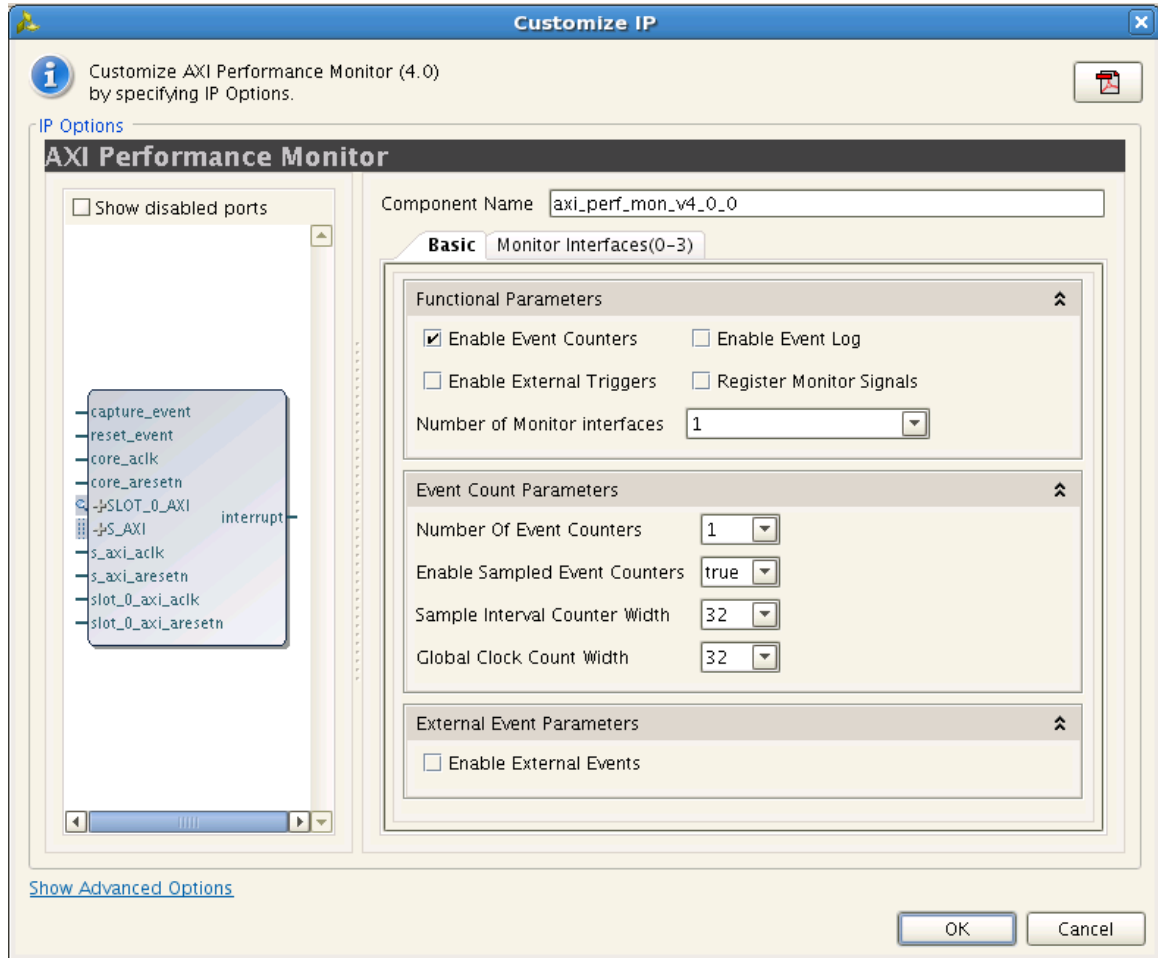 Customize IP
Customize AXI Performance Monitor (4.0)
by specifying IP Options.
IP Options
AXI Performance Monitor
Show disabled ports
Component Name axi_perf_mon_v4_0_0
Basic Monitor Interfaces(0-3)
Functional Parameters
Enable Event Counters Enable Event Log
Enable External Triggers Register Monitor Signals
Number of Monitor interfaces 1
capture_event
reset_event
core_aclk
core_aresetn
SLOT_0_AXI
S_AXI
s_axi_aclk
s_axi_aresetn
slot_0_axi_aclk
slot_0_axi_aresetn
interrupt
Event Count Parameters
Number Of Event Counters 1
Enable Sampled Event Counters true
Sample Interval Counter Width 32
Global Clock Count Width 32
External Event Parameters
Enable External Events
Show Advanced Options
OK Cancel